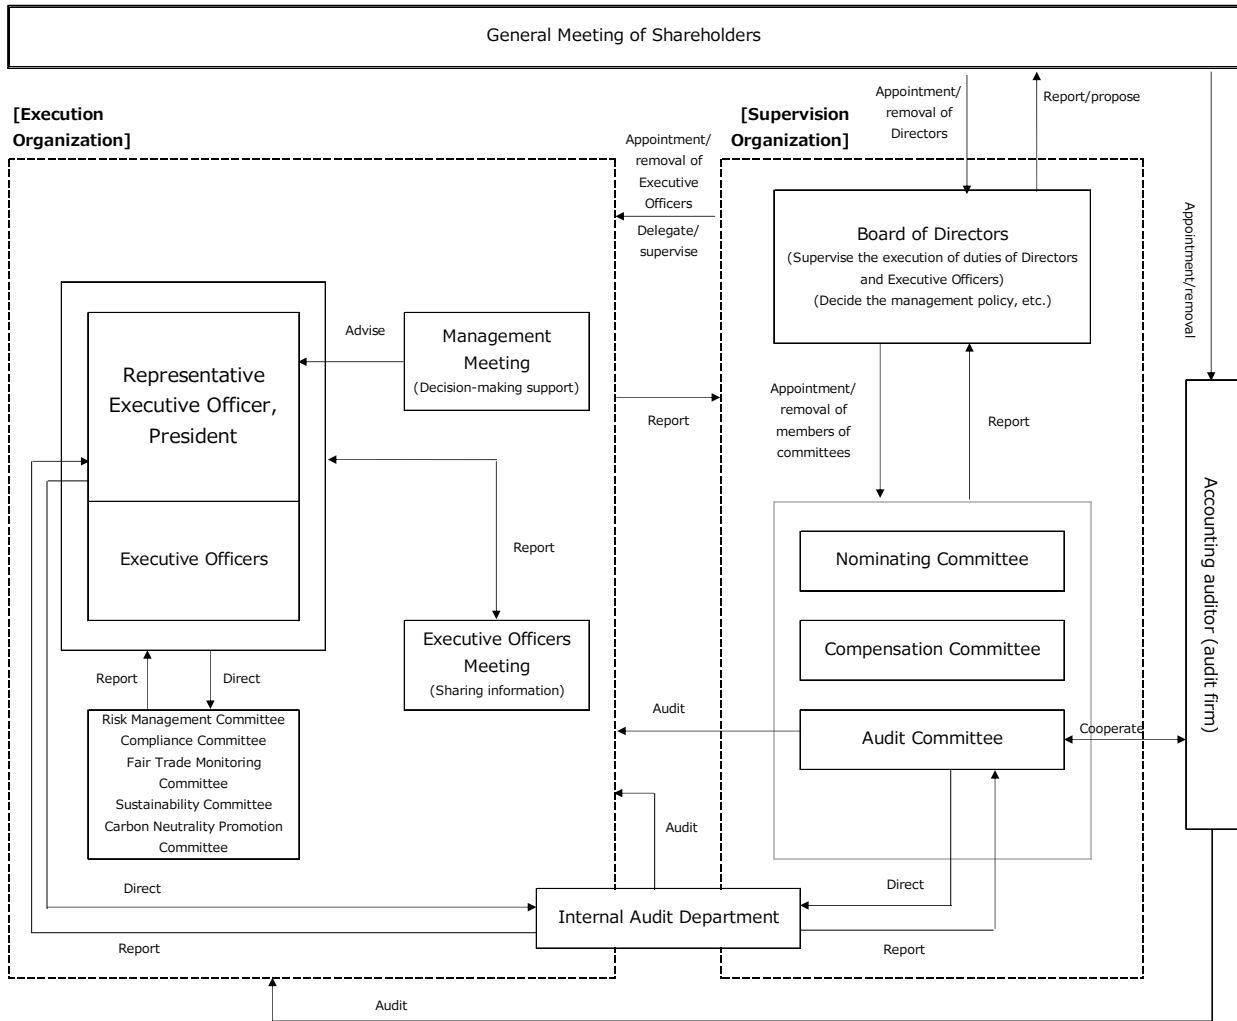 General Meeting of Shareholders
[Execution
Organization]
[Supervision
Organization]
Appointment/
removal of
Directors
Report/propose
Appointment/
removal of
Executive
Officers
Delegate/
supervise
Appointment/removal
Board of Directors
(Supervise the execution of duties of Directors
and Executive Officers)
(Decide the management policy, etc.)
Advise
Management
Meeting
(Decision-making support)
Representative
Executive Officer,
President
Report
Appointment/
removal of
members of
committees
Report
Accounting auditor (audit firm)
Executive Officers
Report
Nominating Committee
Executive Officers
Meeting
(Sharing information)
Compensation Committee
Report
Direct
Audit
Audit Committee
Cooperate
Risk Management Committee
Compliance Committee
Fair Trade Monitoring
Committee
Sustainability Committee
Carbon Neutrality Promotion
Committee
Audit
Direct
Direct
Internal Audit Department
Report
Report
Audit